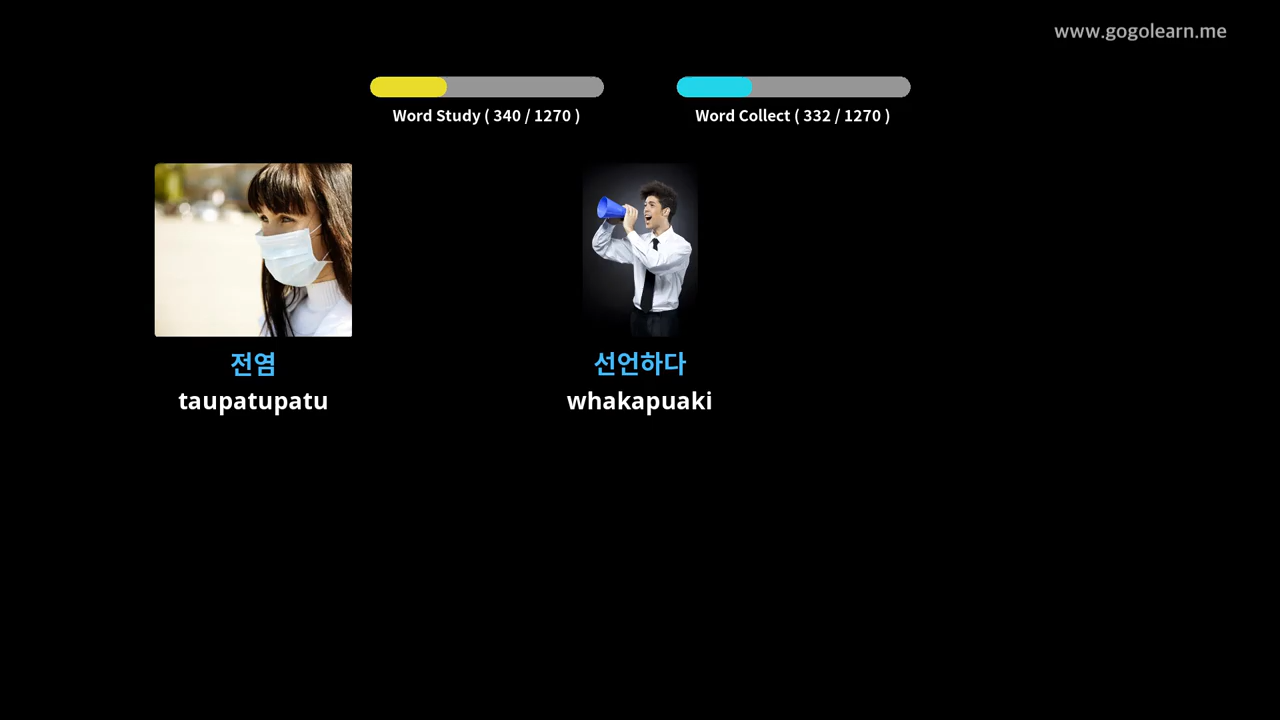 www.gogolearn.me
Word Study ( 340 / 1270 )
Word Collect ( 332 / 1270 )
전염
taupatupatu
선언하다
whakapuaki